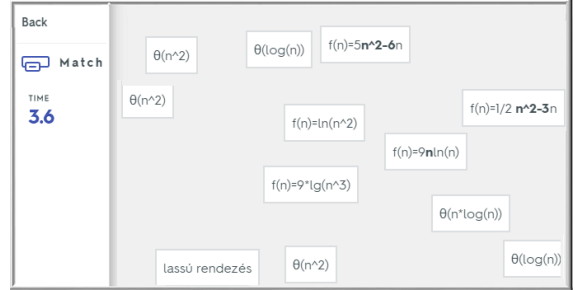 Back
Match
TIME
3.6
θ(n^2)
θ(log(n))
f(n)=5n^2-6n
θ(n^2)
f(n)=1/2 n^2-3n
f(n)=ln(n^2)
f(n)=9nln(n)
f(n)=9*lg(n^3)
θ(n*log(n))
θ(log(n))
lassú rendezés
θ(n^2)